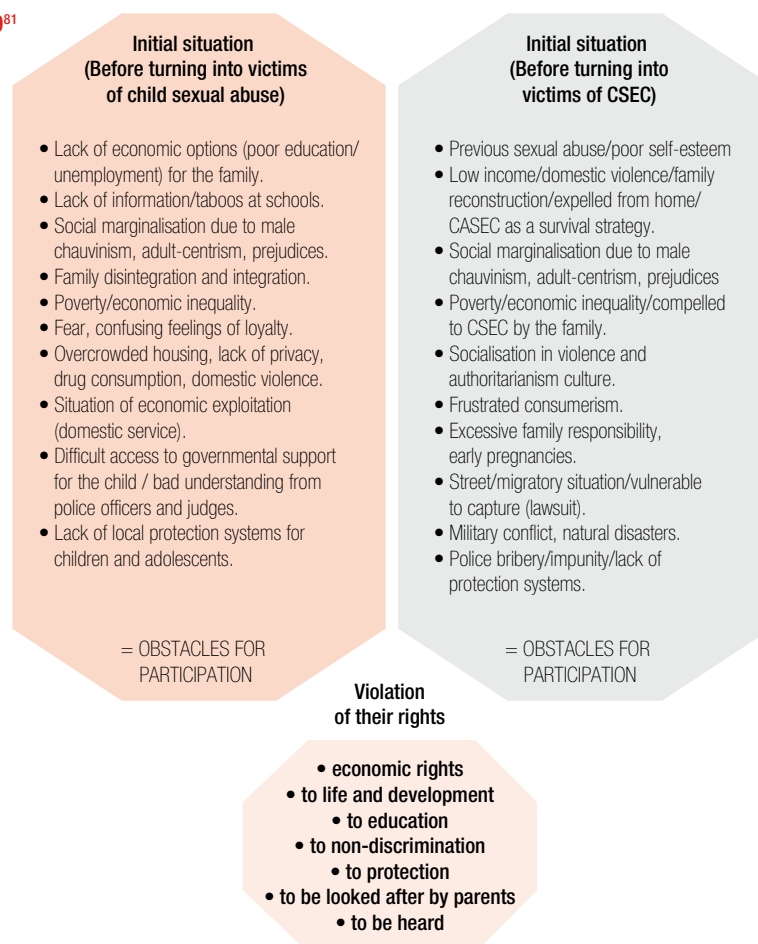 81
Initial situation
(Before turning into victims
of child sexual abuse)
• Lack of economic options (poor education/
unemployment) for the family.
• Lack of information/taboos at schools.
• Social marginalisation due to male
chauvinism, adult-centrism, prejudices.
• Family disintegration and integration.
• Poverty/economic inequality.
• Fear, confusing feelings of loyalty.
• Overcrowded housing, lack of privacy,
drug consumption, domestic violence.
• Situation of economic exploitation
(domestic service).
• Difficult access to governmental support
for the child / bad understanding from
police officers and judges.
• Lack of local protection systems for
children and adolescents.
= OBSTACLES FOR
PARTICIPATION
Initial situation
(Before turning into
victims of CSEC)
• Previous sexual abuse/poor self-esteem
• Low income/domestic violence/family
reconstruction/expelled from home/
CASEC as a survival strategy.
• Social marginalisation due to male
chauvinism, adult-centrism, prejudices
• Poverty/economic inequality/compelled
to CSEC by the family.
• Socialisation in violence and
authoritarianism culture.
• Frustrated consumerism.
• Excessive family responsibility,
early pregnancies.
• Street/migratory situation/vulnerable
to capture (lawsuit).
• Military conflict, natural disasters.
• Police bribery/impunity/lack of
protection systems.
= OBSTACLES FOR
PARTICIPATION
Violation
of their rights
• economic rights
• to life and development
• to education
• to non-discrimination
• to protection
• to be looked after by parents
• to be heard